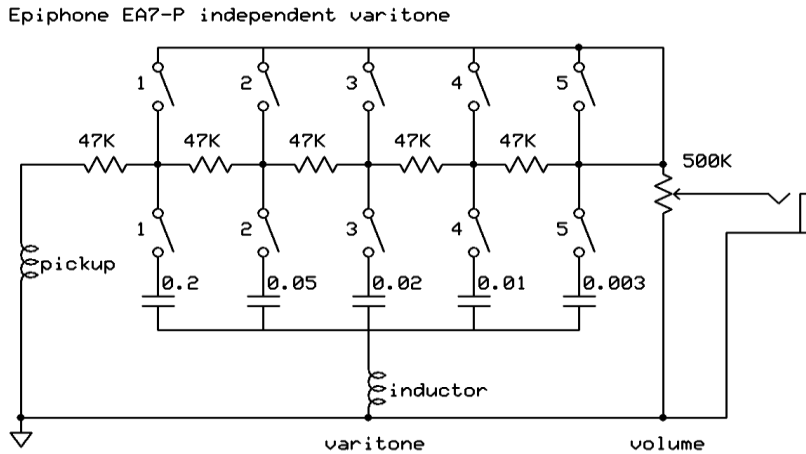 Epiphone EA7-P independent varitone
1 2 3 4 5
47K 47K 47K 47K 47K
500K
1 2 3 4 5
pickup
0.2 0.05 0.02 0.01 0.003
inductor
varitone volume